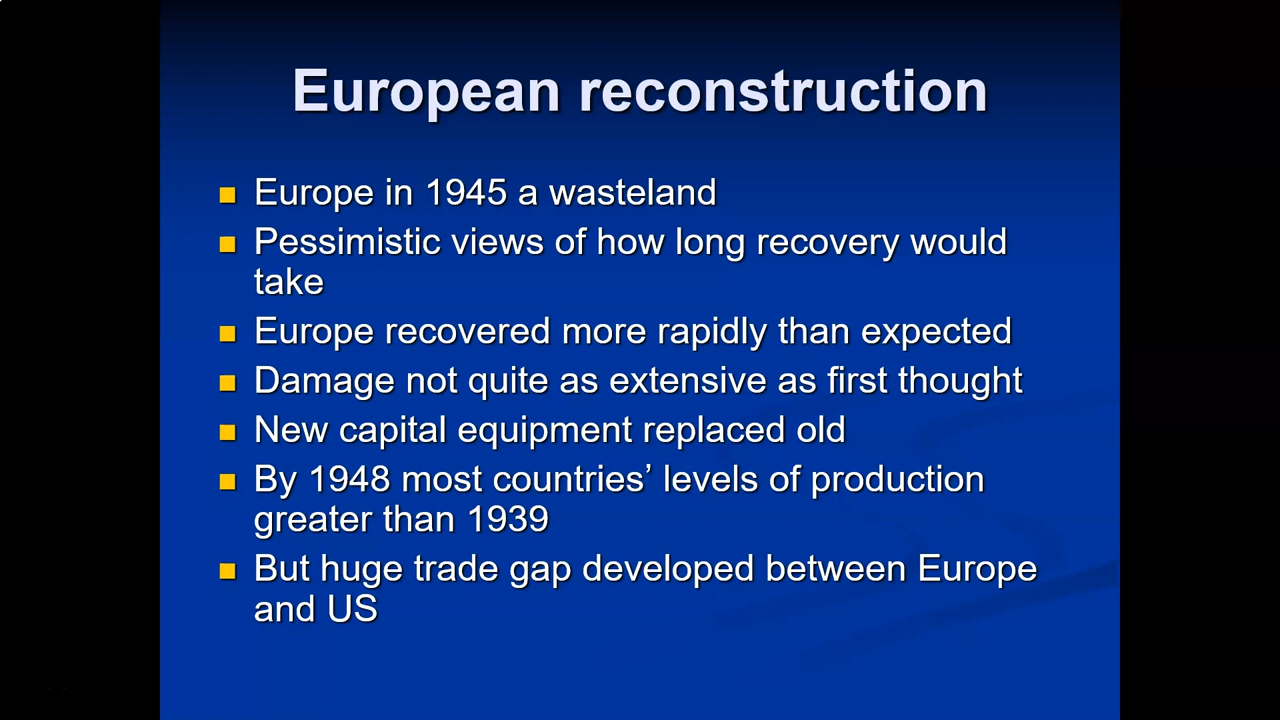 European reconstruction
Europe in 1945 a wasteland
Pessimistic views of how long recovery would
take
Europe recovered more rapidly than expected
Damage not quite as extensive as first thought
New capital equipment replaced old
By 1948 most countries’ levels of production
greater than 1939
But huge trade gap developed between Europe
and US